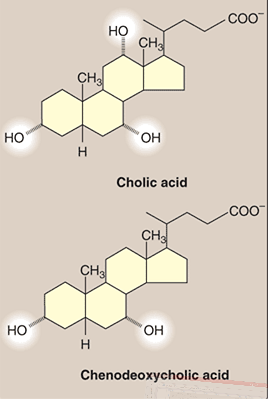 COO⁻
HO
CH₃
CH₃
HO
OH
H
Cholic acid
COO⁻
CH₃
CH₃
HO
OH
H
Chenodeoxycholic acid